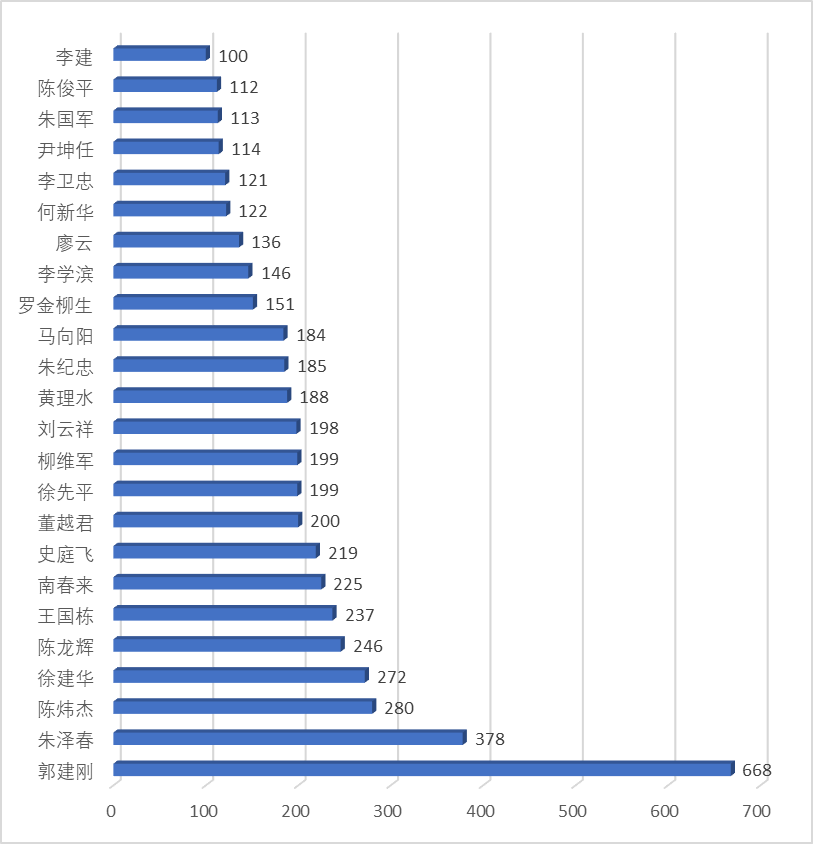 李建 100
陈俊平 112
朱国军 113
尹坤任 114
李卫忠 121
何新华 122
廖云 136
李学滨 146
罗金柳生 151
马向阳 184
朱纪忠 185
黄理水 188
刘云祥 198
柳维军 199
徐先平 199
董越君 200
史庭飞 219
南春来 225
王国栋 237
陈龙辉 246
徐建华 272
陈炜杰 280
朱泽春 378
郭建刚 668
0 100 200 300 400 500 600 700